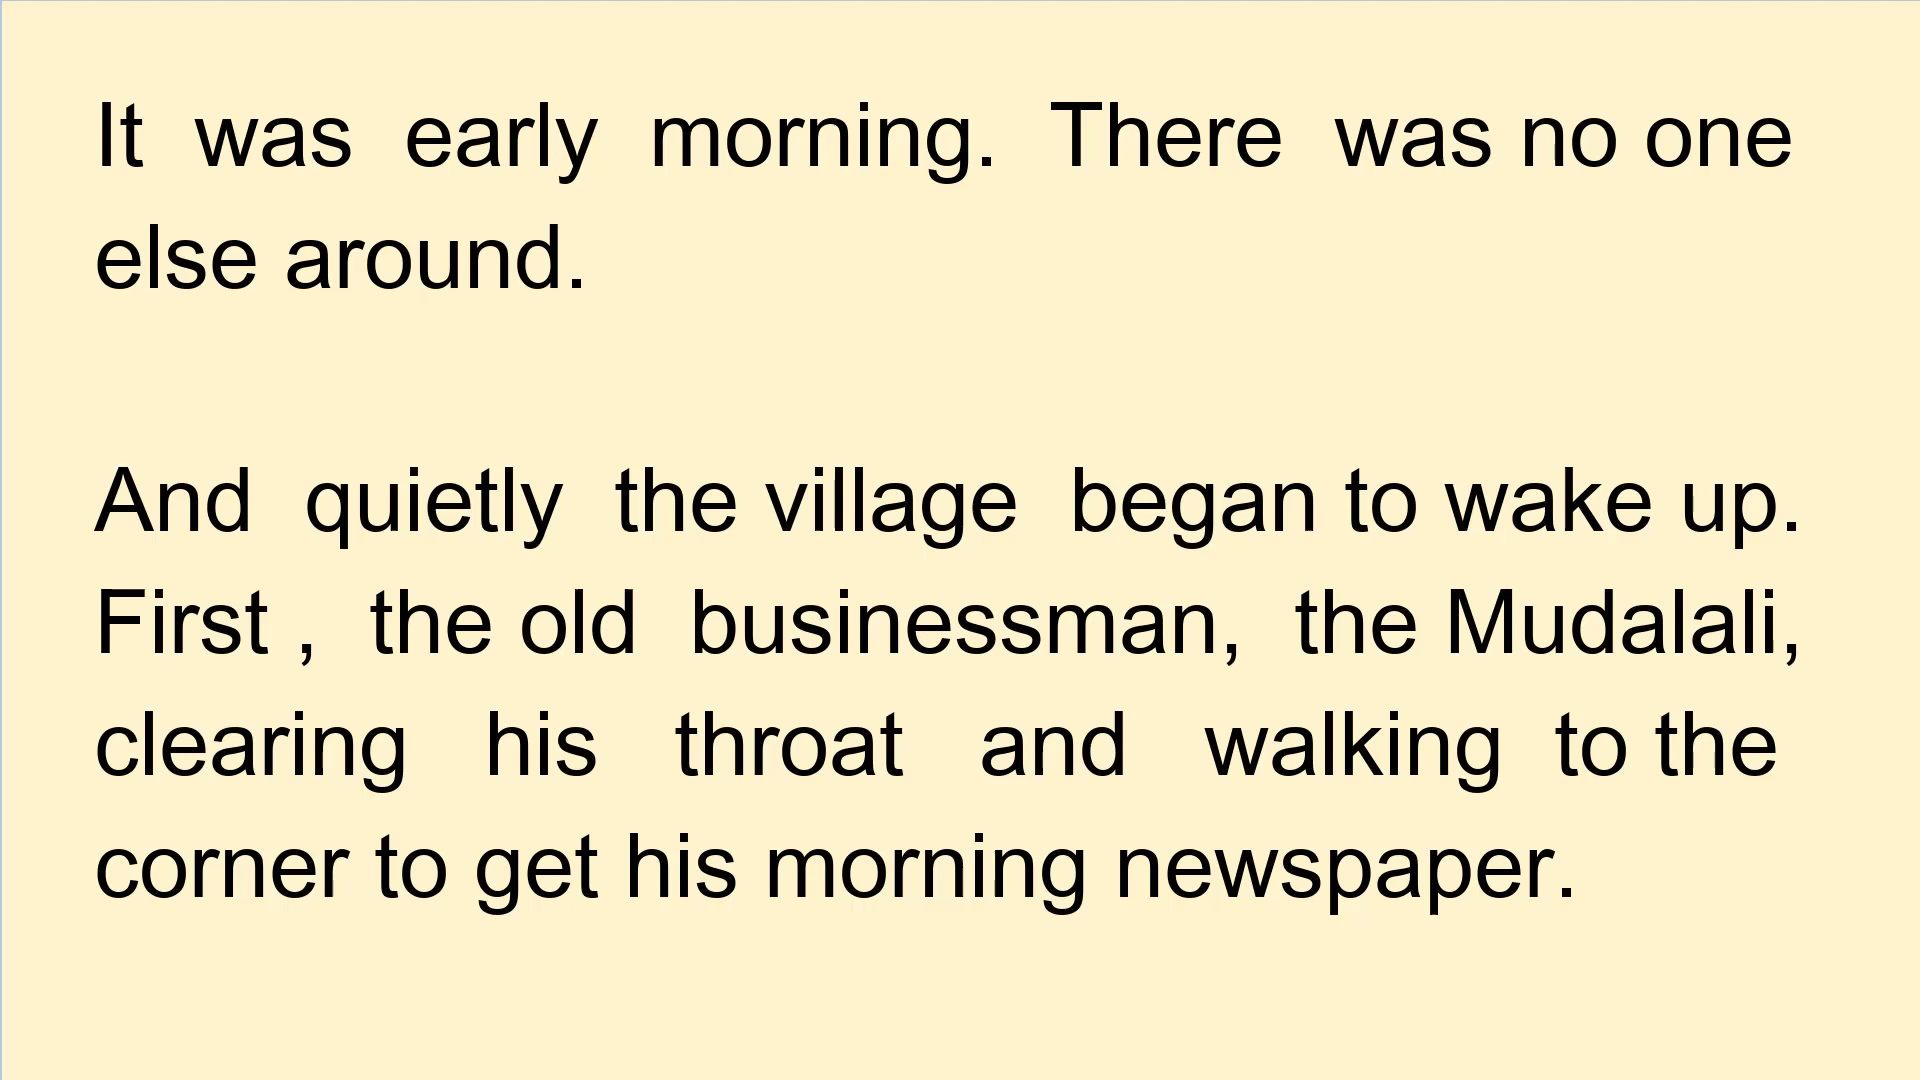 It was early morning. There was no one
else around.
And quietly the village began to wake up.
First , the old businessman, the Mudalali,
clearing his throat and walking to the
corner to get his morning newspaper.